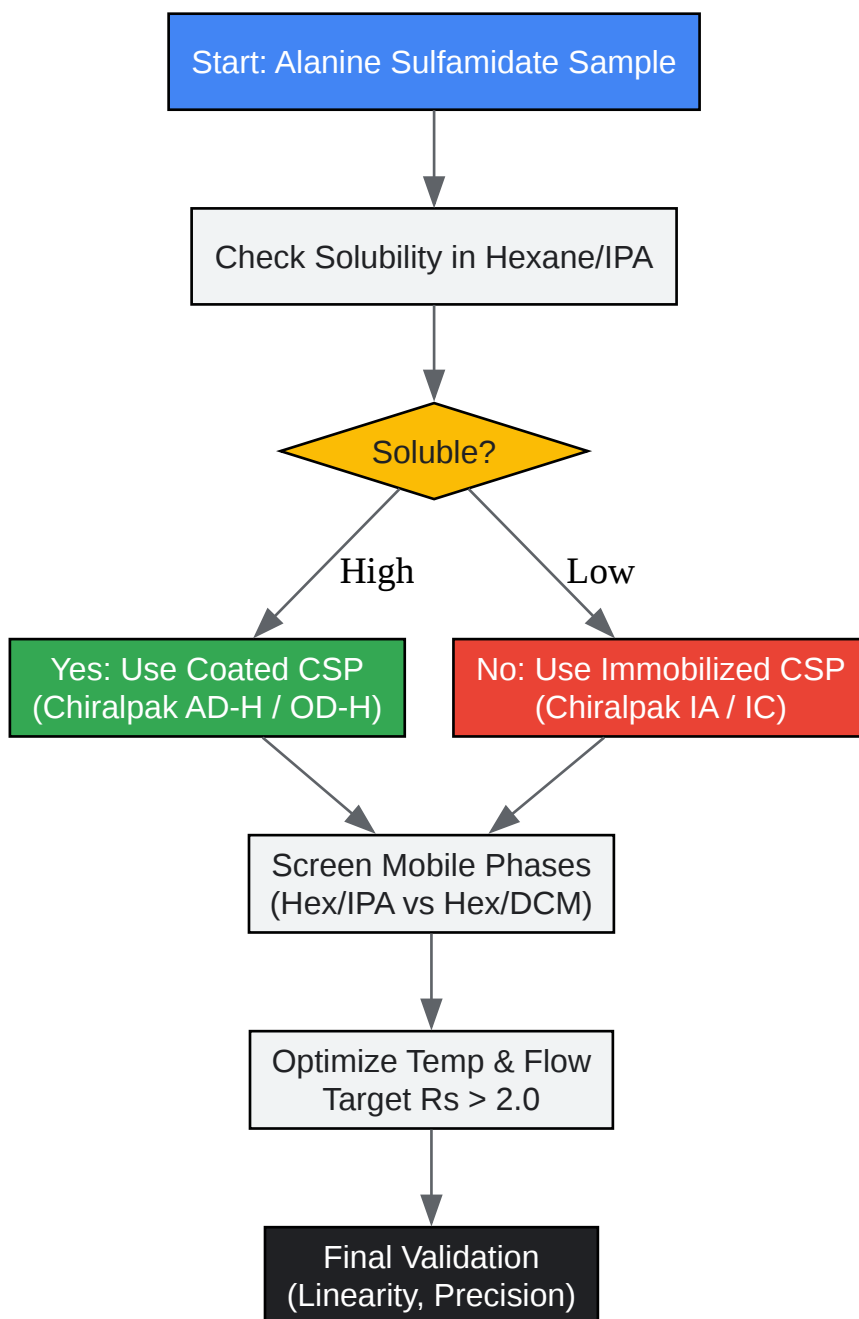 Start: Alanine Sulfamidate Sample
Check Solubility in Hexane/IPA
Soluble?
High
Low
Yes: Use Coated CSP
(Chiralpak AD-H / OD-H)
No: Use Immobilized CSP
(Chiralpak IA / IC)
Screen Mobile Phases
(Hex/IPA vs Hex/DCM)
Optimize Temp & Flow
Target Rs > 2.0
Final Validation
(Linearity, Precision)